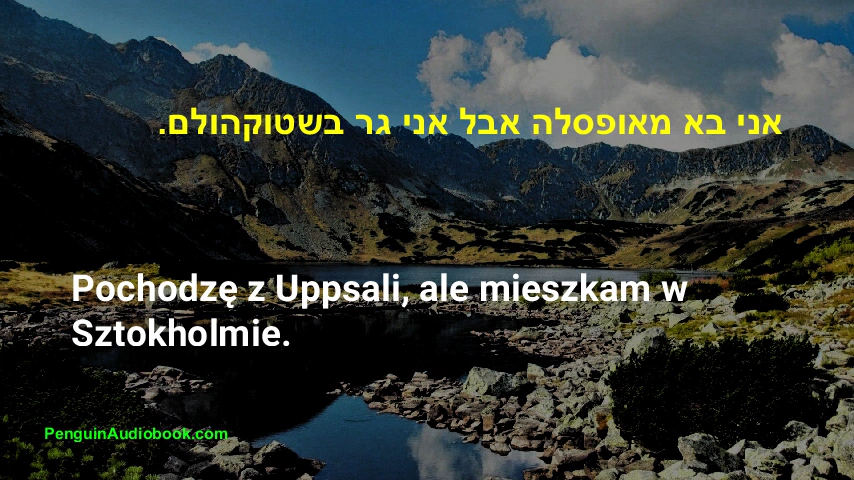 אני בא מאופסלה אבל אני גר בשטוקהולם.
Pochodzę z Uppsali, ale mieszkam w
Sztokholmie.
PenguinAudiobook.com